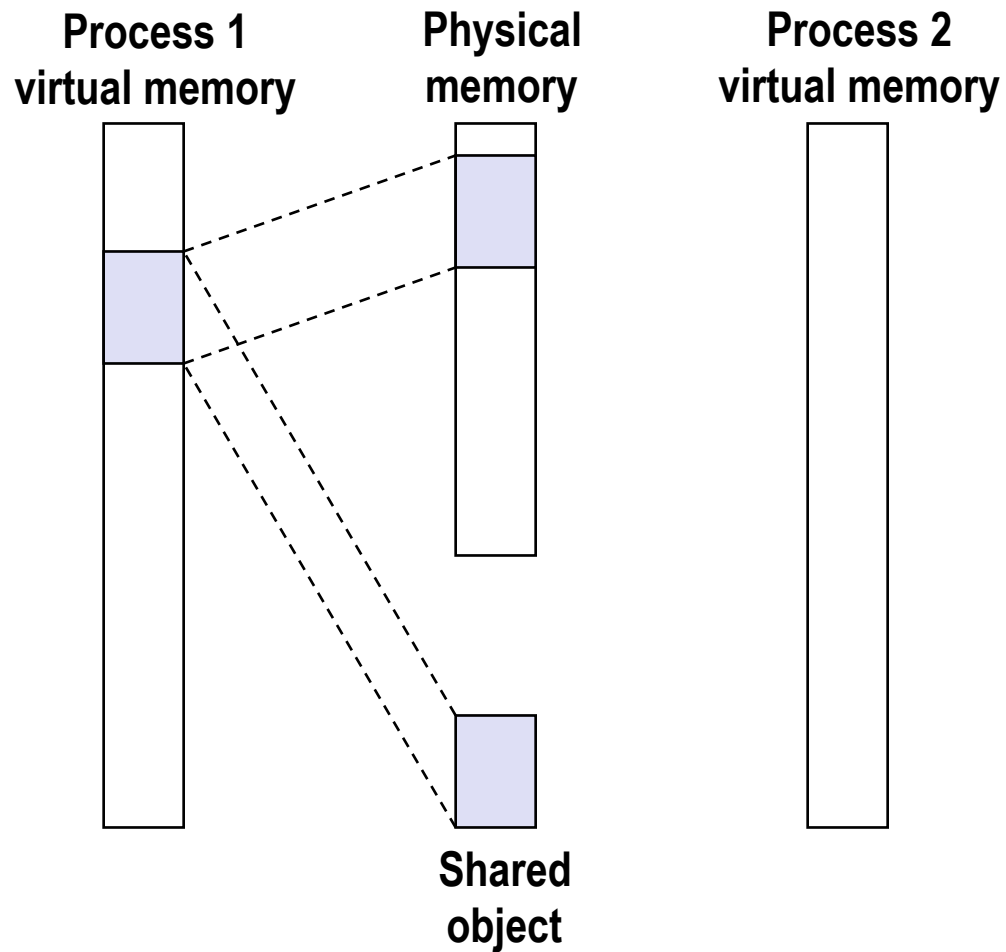 Process 1
virtual memory
Physical
memory
Process 2
virtual memory
Shared
object